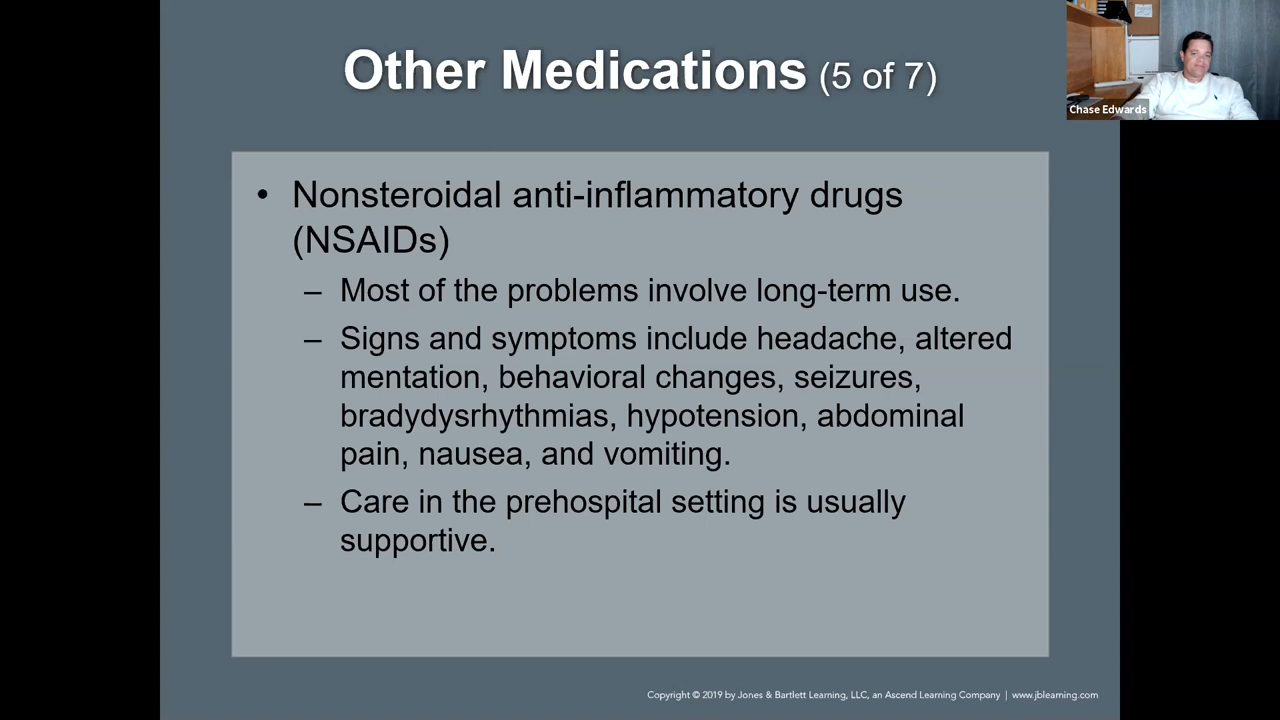 Other Medications (5 of 7)
Chase Edwards
• Nonsteroidal anti-inflammatory drugs
(NSAIDs)
– Most of the problems involve long-term use.
– Signs and symptoms include headache, altered
mentation, behavioral changes, seizures,
bradydysrhythmias, hypotension, abdominal
pain, nausea, and vomiting.
– Care in the prehospital setting is usually
supportive.
Copyright © 2019 by Jones & Bartlett Learning, LLC, an Ascend Learning Company | www.jblearning.com